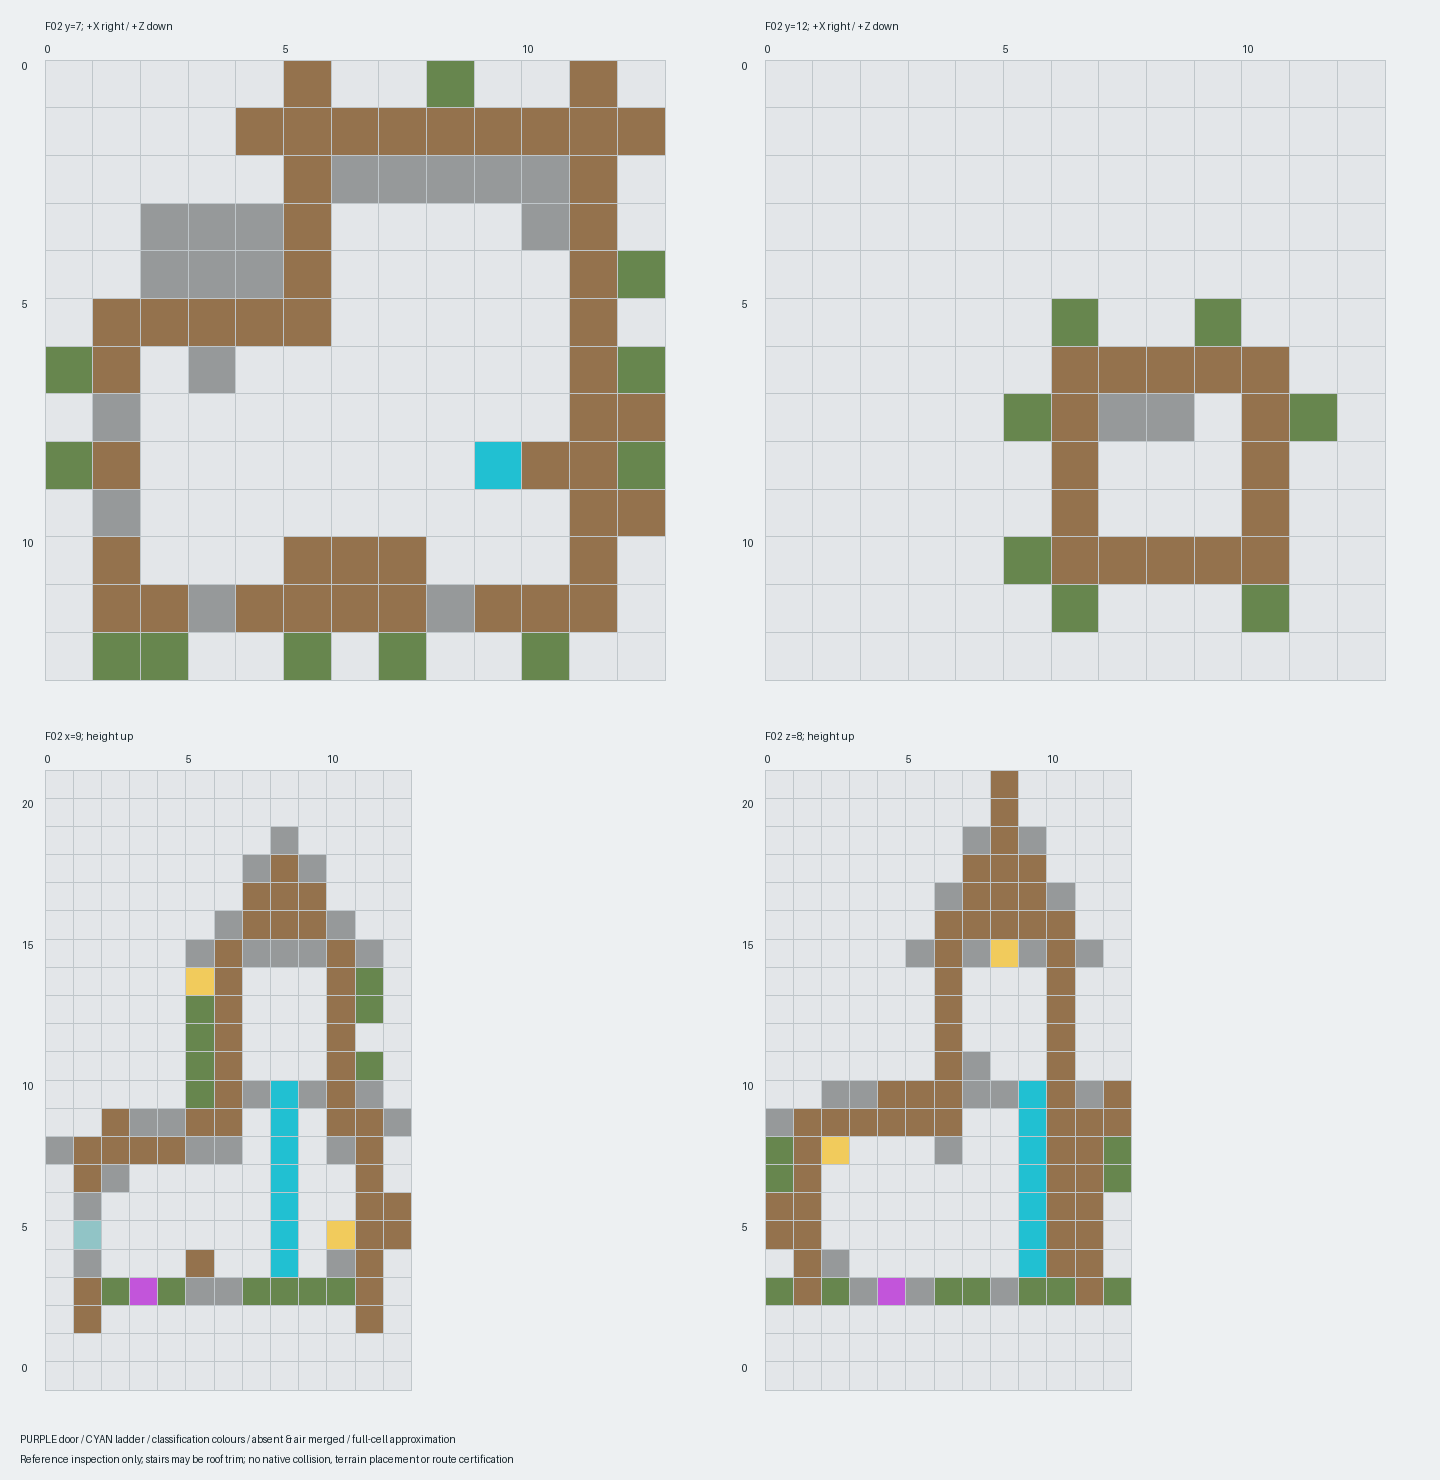 F02 y=7; +X right / +Z down
F02 y=12; +X right / +Z down
0 5 10
0 5 10
0
0
5
5
10
10
F02 x=9; height up
F02 z=8; height up
0 5 10
0 5 10
20
20
15
15
10
10
5
5
0
0
PURPLE door / CYAN ladder / classification colours / absent & air merged / full-cell approximation
Reference inspection only; stairs may be roof trim; no native collision, terrain placement or route certification